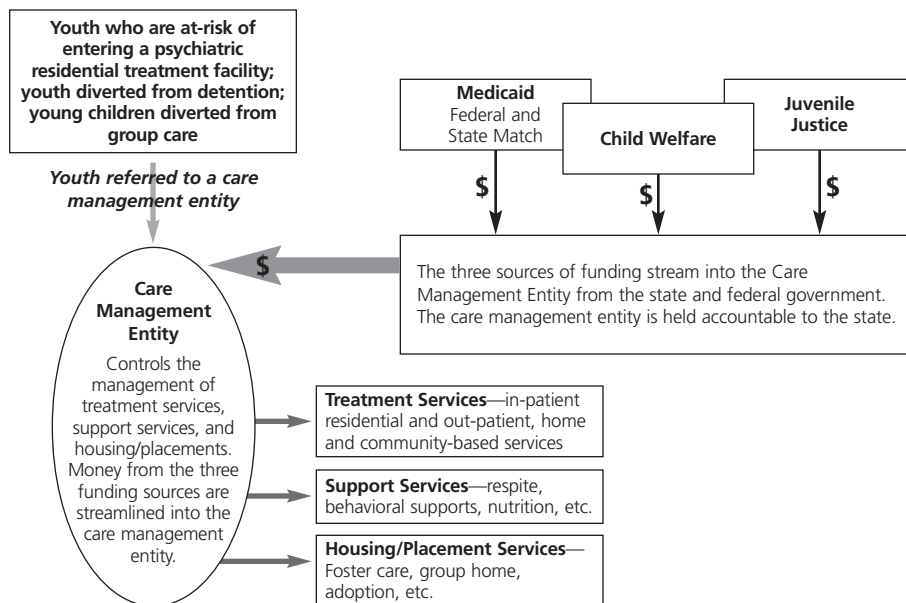 Youth who are at-risk of
entering a psychiatric
residential treatment facility;
youth diverted from detention;
young children diverted from
group care
Medicaid
Federal and
State Match
Child Welfare
Juvenile
Justice
Youth referred to a care
management entity
$
$
$
$
The three sources of funding stream into the Care
Management Entity from the state and federal government.
The care management entity is held accountable to the state.
Care
Management
Entity
Controls the
management of
treatment services,
support services, and
housing/placements.
Money from the three
funding sources are
streamlined into the
care management
entity.
Treatment Services—in-patient
residential and out-patient, home
and community-based services
Support Services—respite,
behavioral supports, nutrition, etc.
Housing/Placement Services—
Foster care, group home,
adoption, etc.